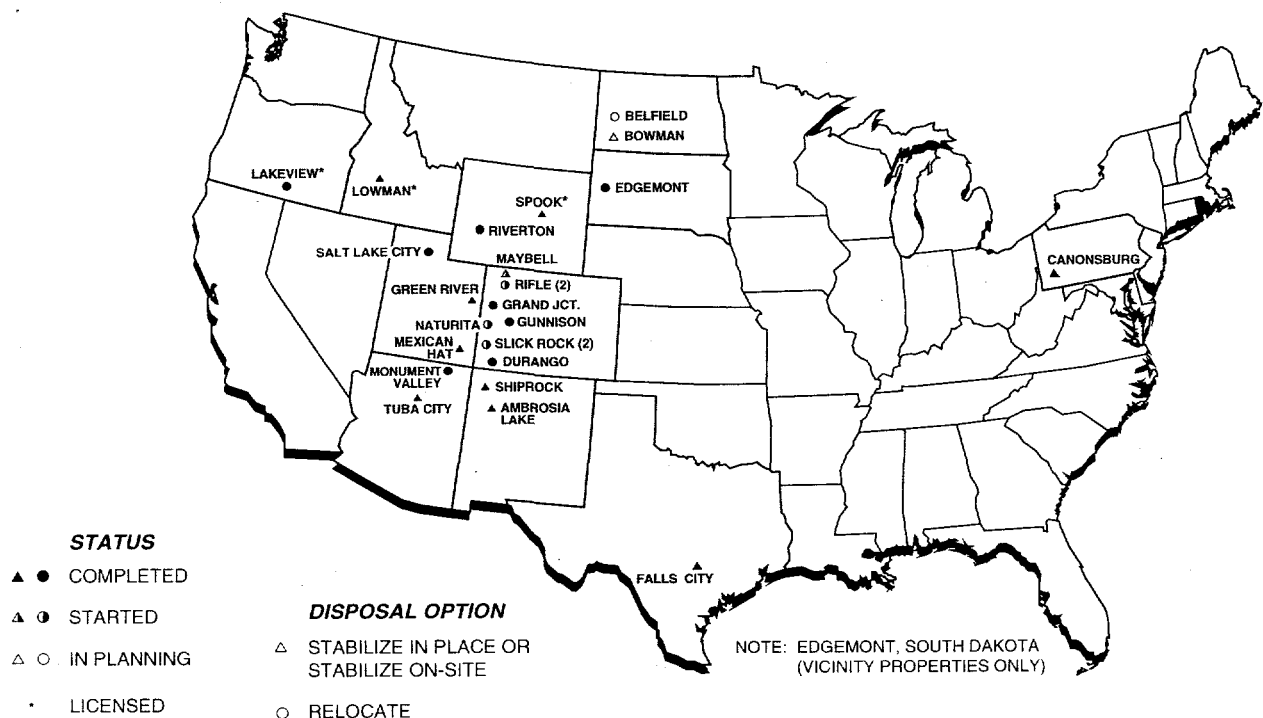 BELFIELD
BOWMAN
LAKEVIEW*
LOWMAN*
EDGEMONT
SPOOK*
RIVERTON
SALT LAKE CITY
MAYBELL
CANONSBURG
GREEN RIVER
RIFLE (2)
GRAND JCT.
NATURITA
GUNNISON
MEXICAN
HAT
SLICK ROCK (2)
DURANGO
MONUMENT
VALLEY
SHIPROCK
TUBA CITY
AMBROSIA
LAKE
FALLS CITY
STATUS
COMPLETED
STARTED
IN PLANNING
* LICENSED
DISPOSAL OPTION
STABILIZE IN PLACE OR
STABILIZE ON-SITE
RELOCATE
NOTE: EDGEMONT, SOUTH DAKOTA
(VICINITY PROPERTIES ONLY)